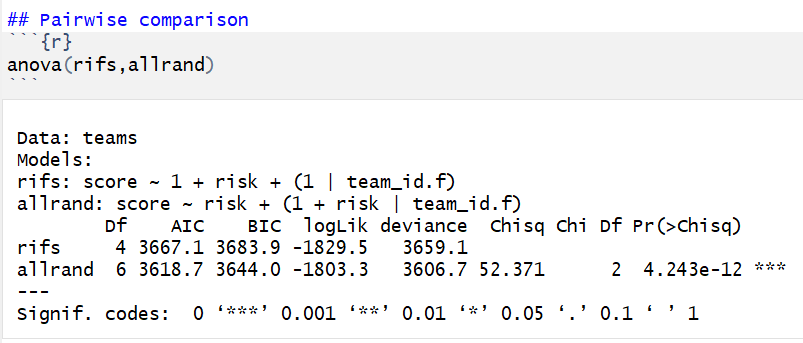 ## Pairwise comparison
```{r}
anova(rifs,allrand)
```
Data: teams
Models:
rifs: score ~ 1 + risk + (1 | team_id.f)
allrand: score ~ risk + (1 + risk | team_id.f)
        Df    AIC    BIC  logLik deviance  Chisq Chi Df Pr(>Chisq)
rifs     4 3667.1 3683.9 -1829.5   3659.1
allrand  6 3618.7 3644.0 -1803.3   3606.7 52.371      2  4.243e-12 ***
---
Signif. codes:  0 ‘***’ 0.001 ‘**’ 0.01 ‘*’ 0.05 ‘.’ 0.1 ‘ ’ 1